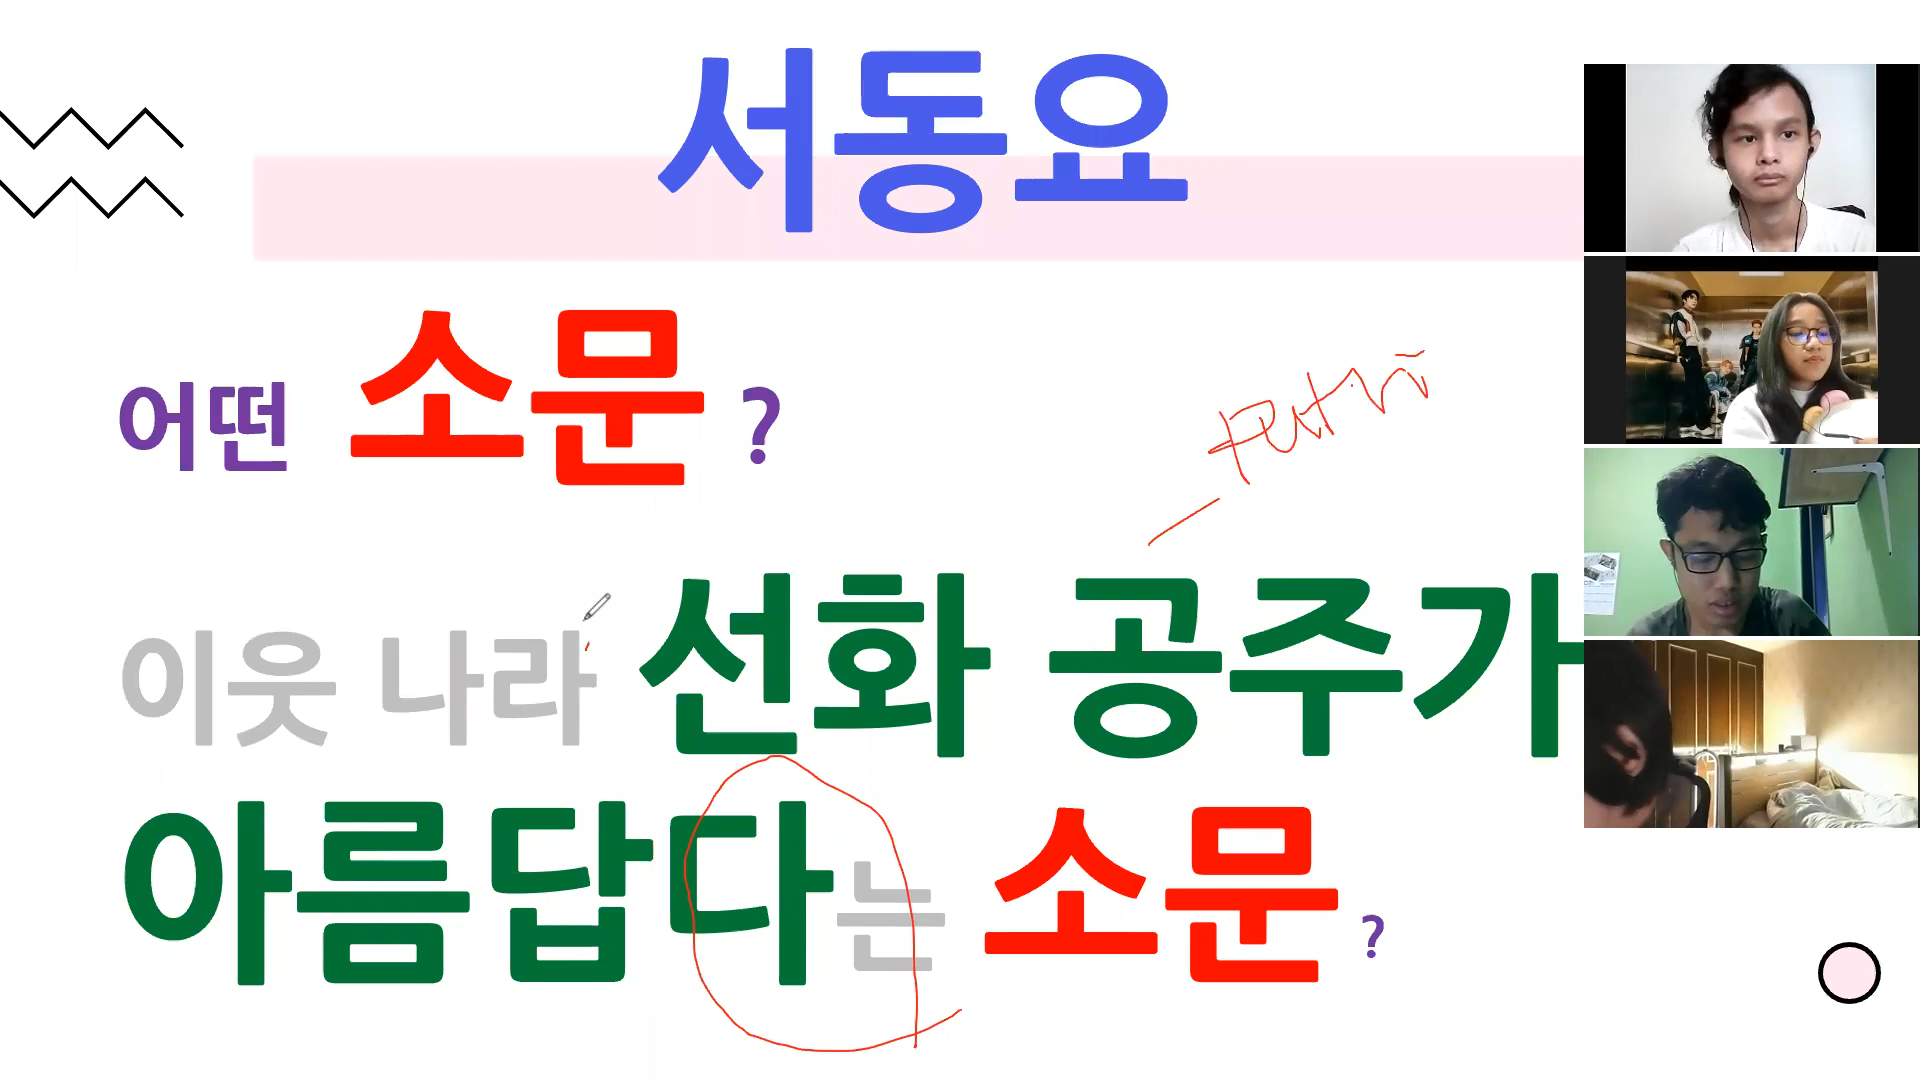 서동요
어떤 소문 ?
putri
이웃 나라 선화 공주가
아름답다는 소문 ?